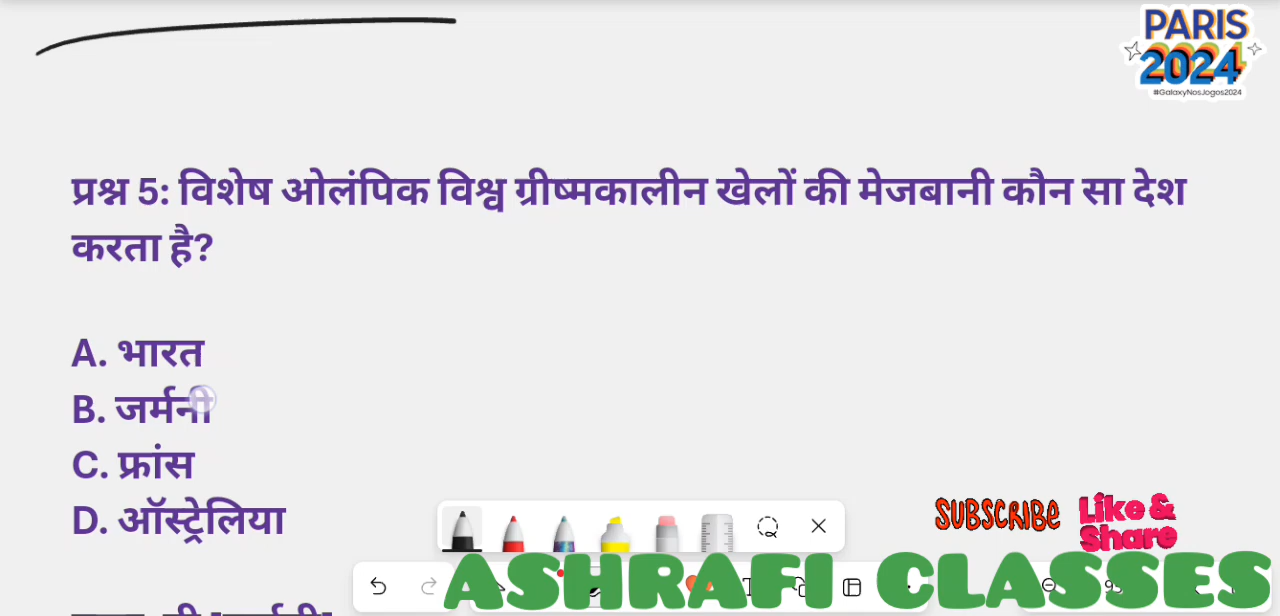 PARIS
2024
#GalaxyNosJogos2024
प्रश्न 5: विशेष ओलंपिक विश्व ग्रीष्मकालीन खेलों की मेजबानी कौन सा देश
करता है?
A. भारत
B. जर्मनी
C. फ्रांस
D. ऑस्ट्रेलिया
SUBSCRIBE
Like &
Share
ASHRAFI CLASSES